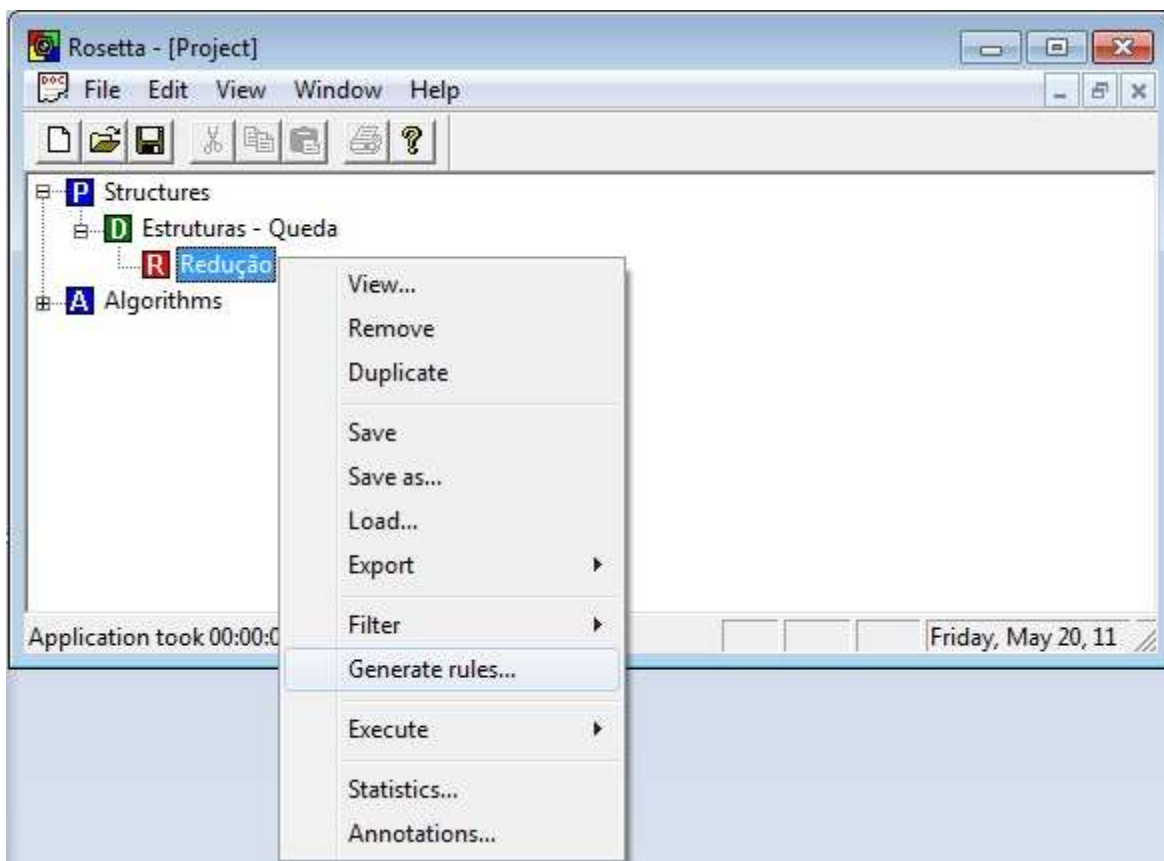 Rosetta - [Project]
File Edit View Window Help
P Structures
D Estruturas - Queda
R Redução
A Algorithms
View...
Remove
Duplicate
Save
Save as...
Load...
Export
Filter
Application took 00:00:0
Friday, May 20, 11
Generate rules...
Execute
Statistics...
Annotations...